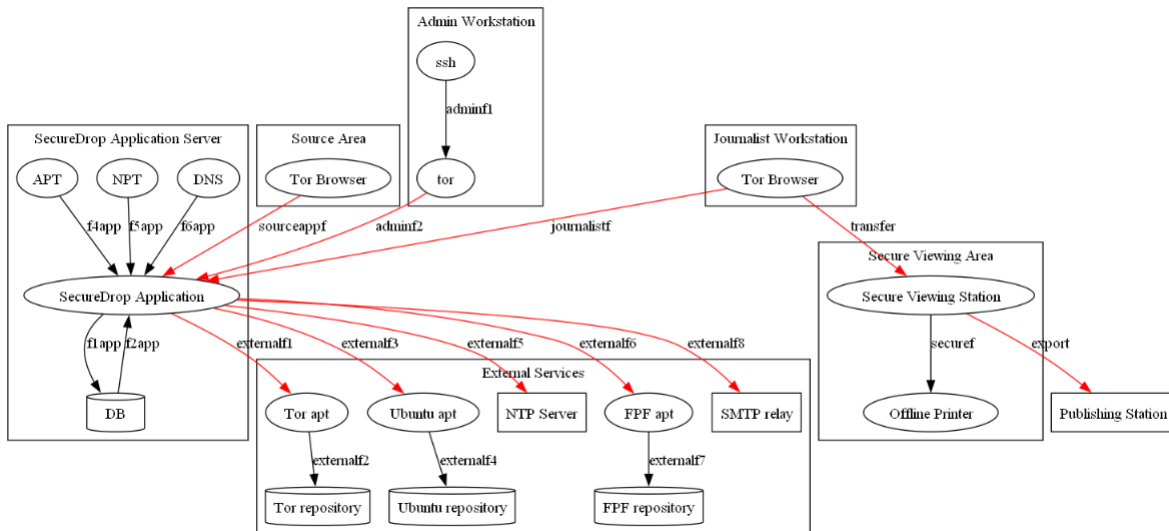 Admin Workstation
ssh
adminf1
SecureDrop Application Server
Source Area
Journalist Workstation
APT
NPT
DNS
Tor Browser
tor
Tor Browser
f4app
f5app
f6app
sourceappf
adminf2
journalistf
transfer
Secure Viewing Area
SecureDrop Application
Secure Viewing Station
f1app
f2app
externalf1
externalf3
externalf5
externalf6
externalf8
securef
export
External Services
DB
Tor apt
Ubuntu apt
NTP Server
FPF apt
SMTP relay
Offline Printer
Publishing Station
externalf2
externalf4
externalf7
Tor repository
Ubuntu repository
FPF repository